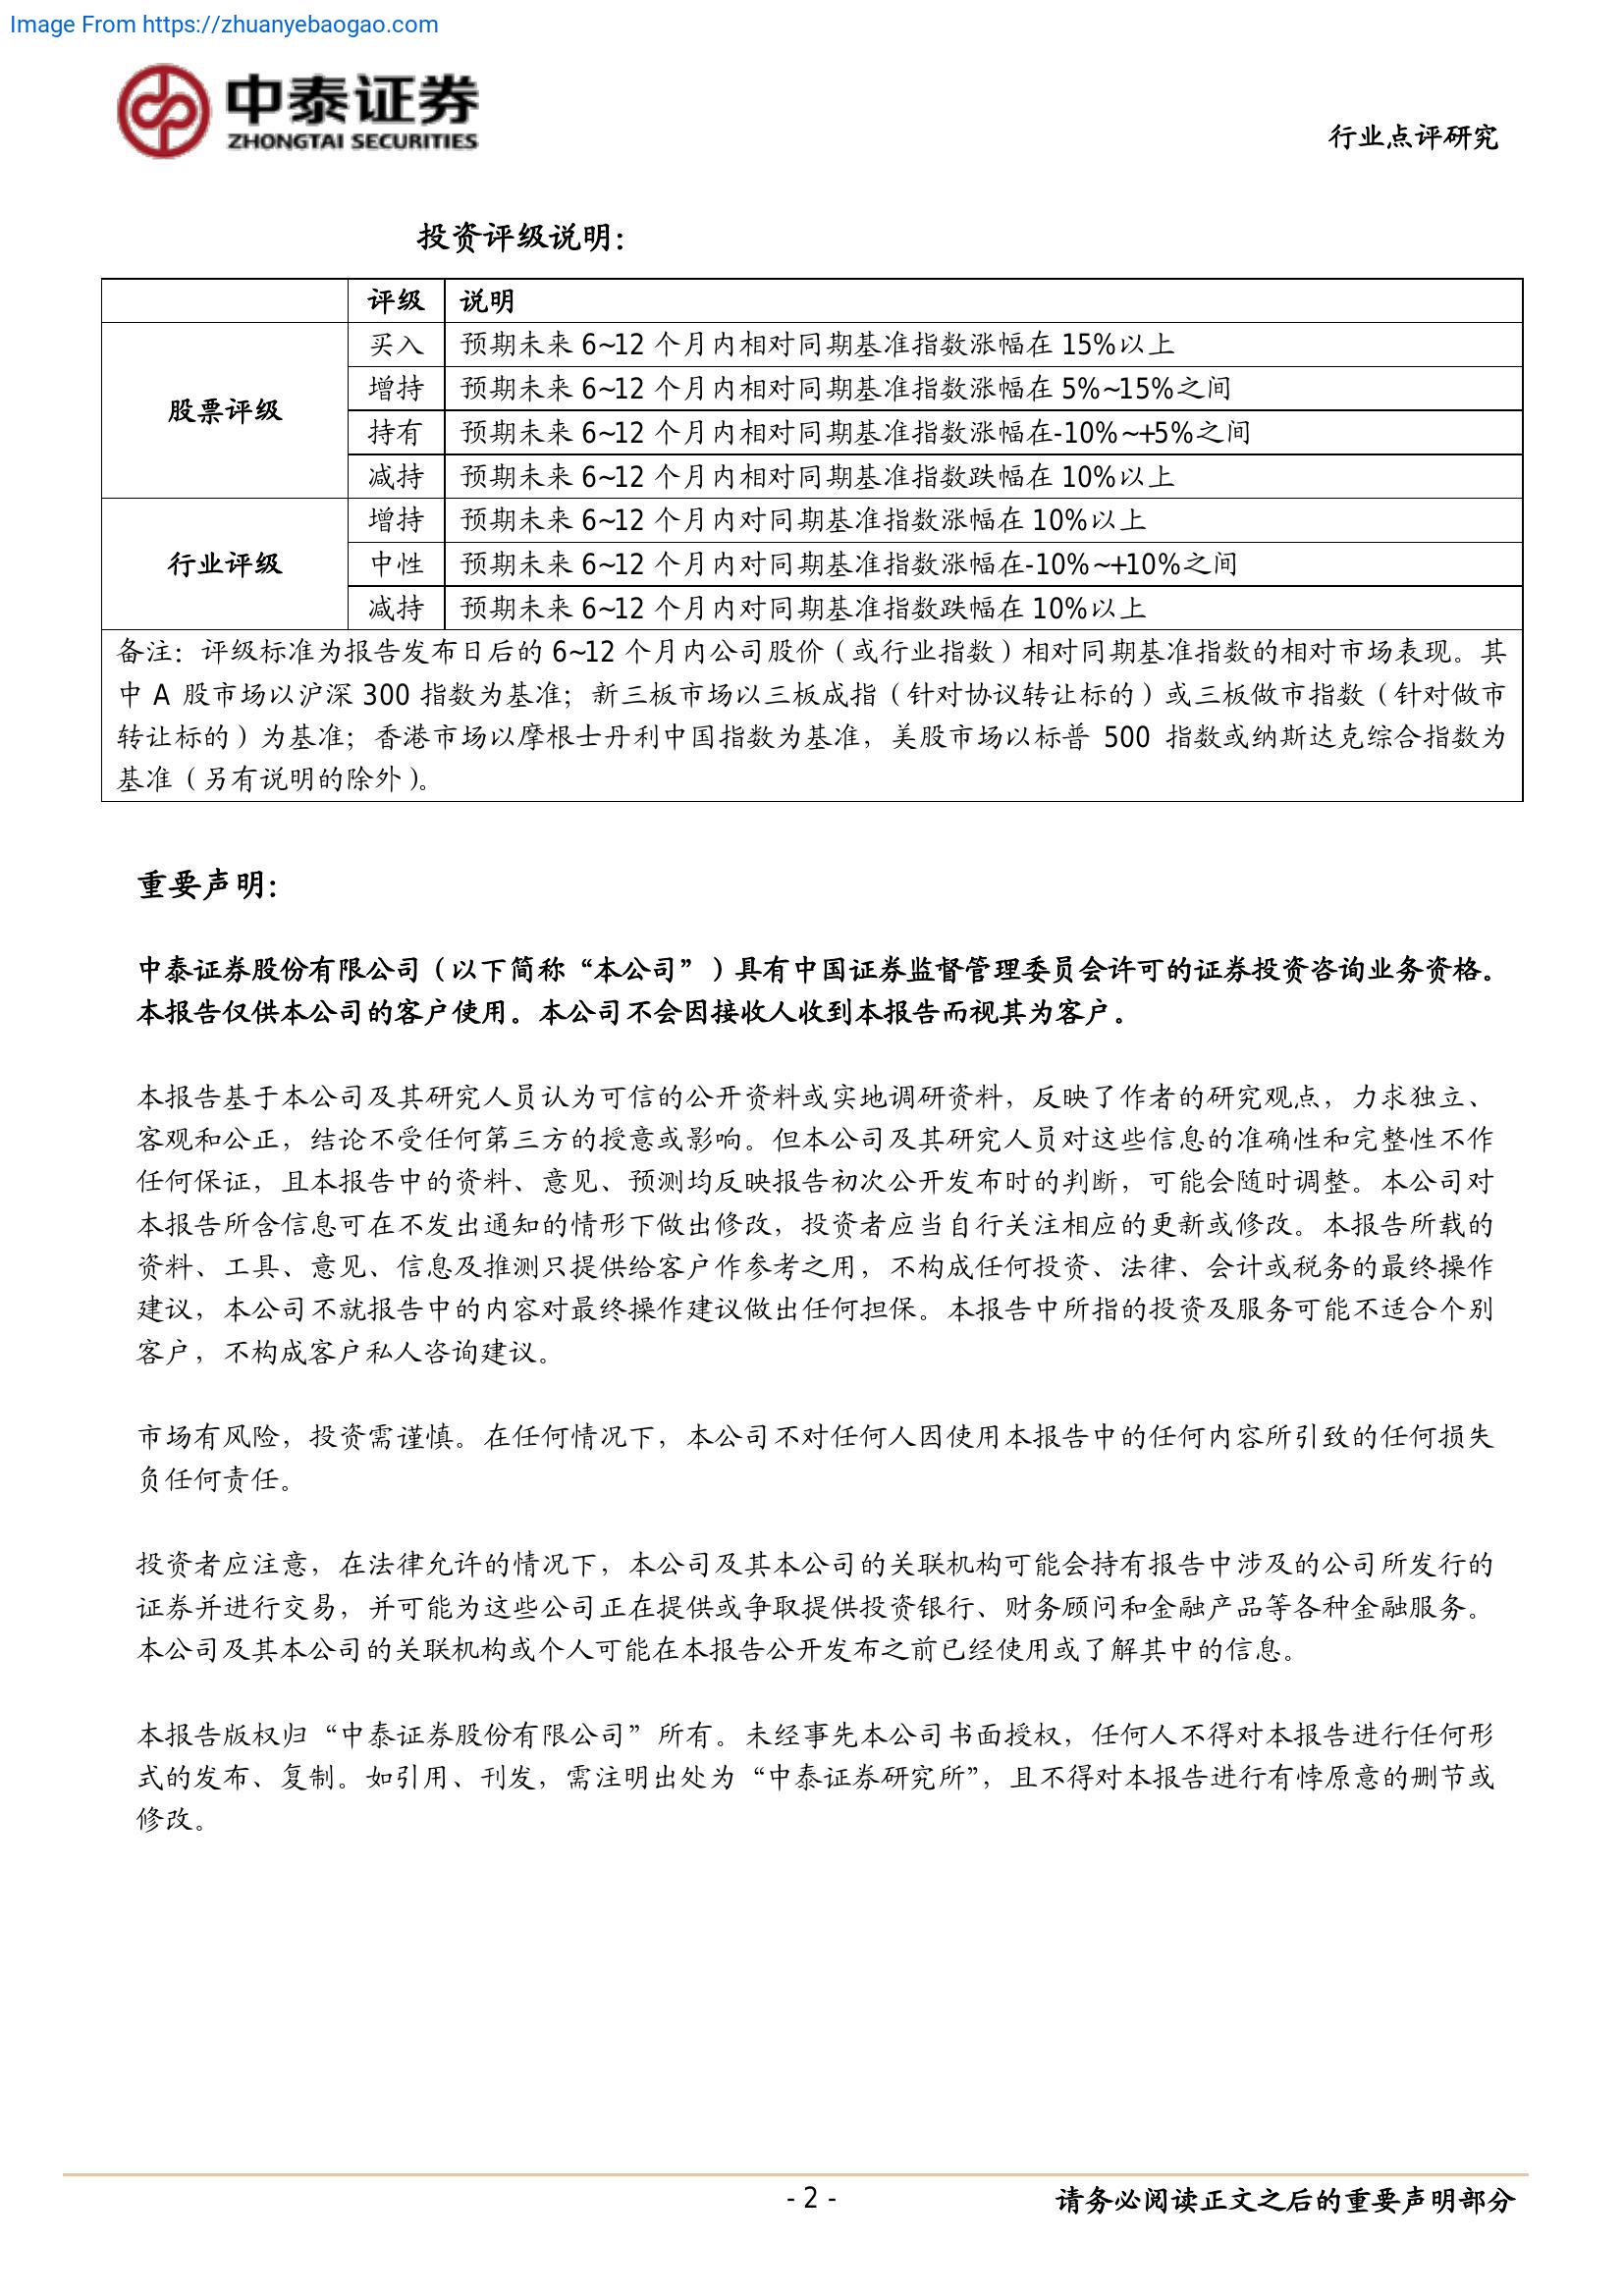 Image From https://zhuanyebaogao.com
中泰证券
ZHONGTAI SECURITIES
行业点评研究
投资评级说明：
评级 说明
股票评级
买入 预期未来 6~12 个月内相对同期基准指数涨幅在 15%以上
增持 预期未来 6~12 个月内相对同期基准指数涨幅在 5%~15%之间
持有 预期未来 6~12 个月内相对同期基准指数涨幅在-10%~+5%之间
减持 预期未来 6~12 个月内相对同期基准指数跌幅在 10%以上
行业评级
增持 预期未来 6~12 个月内对同期基准指数涨幅在 10%以上
中性 预期未来 6~12 个月内对同期基准指数涨幅在-10%~+10%之间
减持 预期未来 6~12 个月内对同期基准指数跌幅在 10%以上
备注：评级标准为报告发布日后的 6~12 个月内公司股价（或行业指数）相对同期基准指数的相对市场表现。其
中 A 股市场以沪深 300 指数为基准；新三板市场以三板成指（针对协议转让标的）或三板做市指数（针对做市
转让标的）为基准；香港市场以摩根士丹利中国指数为基准，美股市场以标普 500 指数或纳斯达克综合指数为
基准（另有说明的除外）。
重要声明：
中泰证券股份有限公司（以下简称“本公司”）具有中国证券监督管理委员会许可的证券投资咨询业务资格。
本报告仅供本公司的客户使用。本公司不会因接收人收到本报告而视其为客户。
本报告基于本公司及其研究人员认为可信的公开资料或实地调研资料，反映了作者的研究观点，力求独立、
客观和公正，结论不受任何第三方的授意或影响。但本公司及其研究人员对这些信息的准确性和完整性不作
任何保证，且本报告中的资料、意见、预测均反映报告初次公开发布时的判断，可能会随时调整。本公司对
本报告所含信息可在不发出通知的情形下做出修改，投资者应当自行关注相应的更新或修改。本报告所载的
资料、工具、意见、信息及推测只提供给客户作参考之用，不构成任何投资、法律、会计或税务的最终操作
建议，本公司不就报告中的内容对最终操作建议做出任何担保。本报告中所指的投资及服务可能不适合个别
客户，不构成客户私人咨询建议。
市场有风险，投资需谨慎。在任何情况下，本公司不对任何人因使用本报告中的任何内容所引致的任何损失
负任何责任。
投资者应注意，在法律允许的情况下，本公司及其本公司的关联机构可能会持有报告中涉及的公司所发行的
证券并进行交易，并可能为这些公司正在提供或争取提供投资银行、财务顾问和金融产品等各种金融服务。
本公司及其本公司的关联机构或个人可能在本报告公开发布之前已经使用或了解其中的信息。
本报告版权归“中泰证券股份有限公司”所有。未经事先本公司书面授权，任何人不得对本报告进行任何形
式的发布、复制。如引用、刊发，需注明出处为“中泰证券研究所”，且不得对本报告进行有悖原意的删节或
修改。
- 2 -
请务必阅读正文之后的重要声明部分